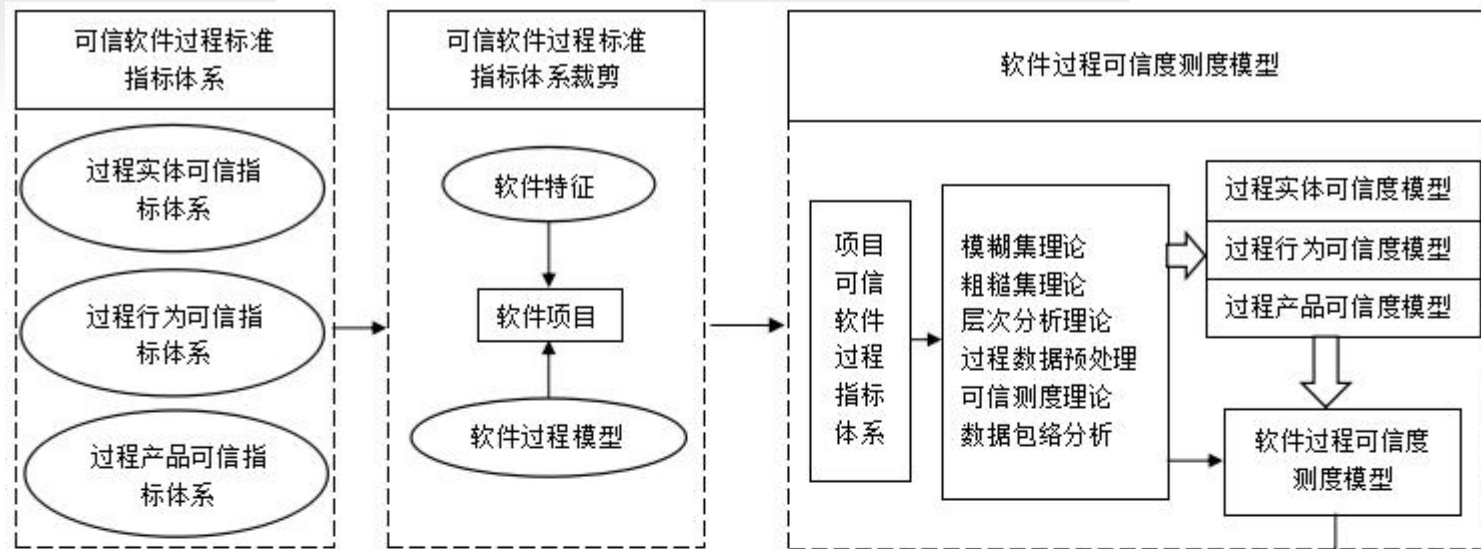 可信软件过程标准
指标体系
过程实体可信指
标体系
过程行为可信指
标体系
过程产品可信指
标体系
可信软件过程标准
指标体系裁剪
软件特征
软件项目
软件过程模型
软件过程可信度测度模型
项目
可信
软件
过程
指标
体系
模糊集理论
粗糙集理论
层次分析理论
过程数据预处理
可信测度理论
数据包络分析
过程实体可信度模型
过程行为可信度模型
过程产品可信度模型
软件过程可信度
测度模型